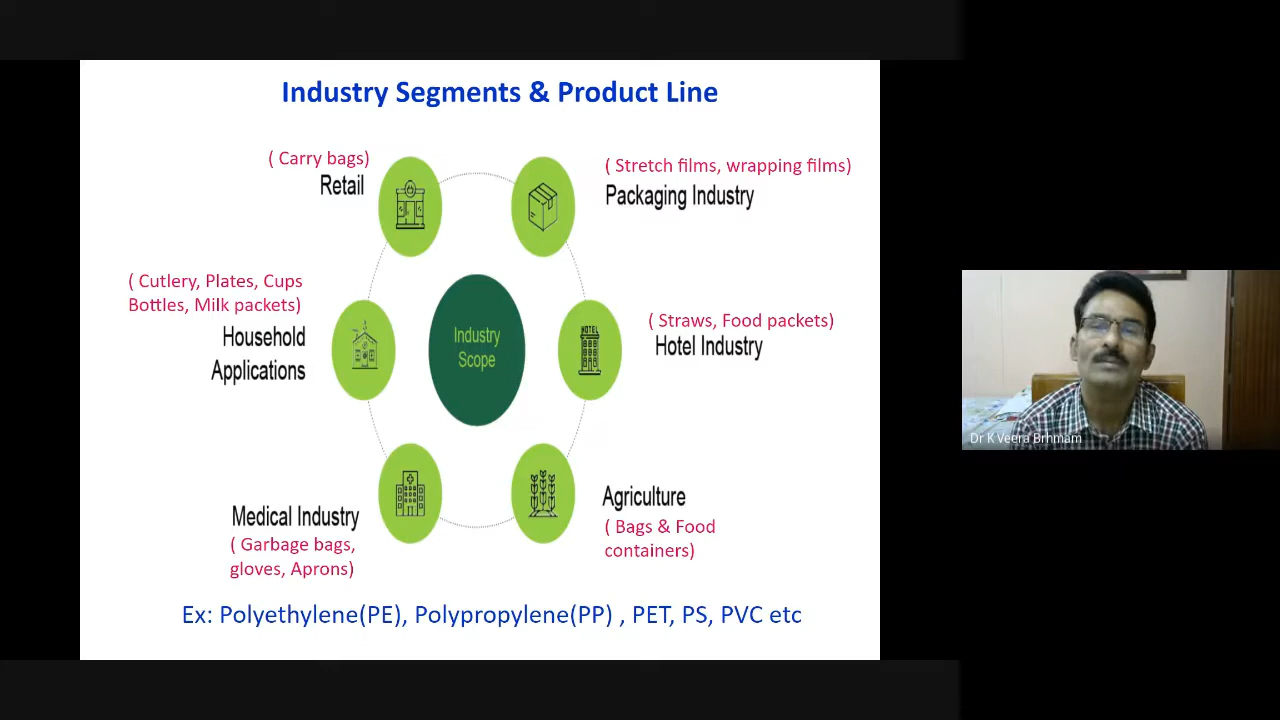 Industry Segments & Product Line
( Carry bags)
Retail
( Stretch films, wrapping films)
Packaging Industry
( Cutlery, Plates, Cups
Bottles, Milk packets)
Household
Applications
Industry
Scope
( Straws, Food packets)
Hotel Industry
HOTEL
Medical Industry
( Garbage bags,
gloves, Aprons)
Agriculture
( Bags & Food
containers)
Ex: Polyethylene(PE), Polypropylene(PP) , PET, PS, PVC etc
Dr K Veera Brhmam